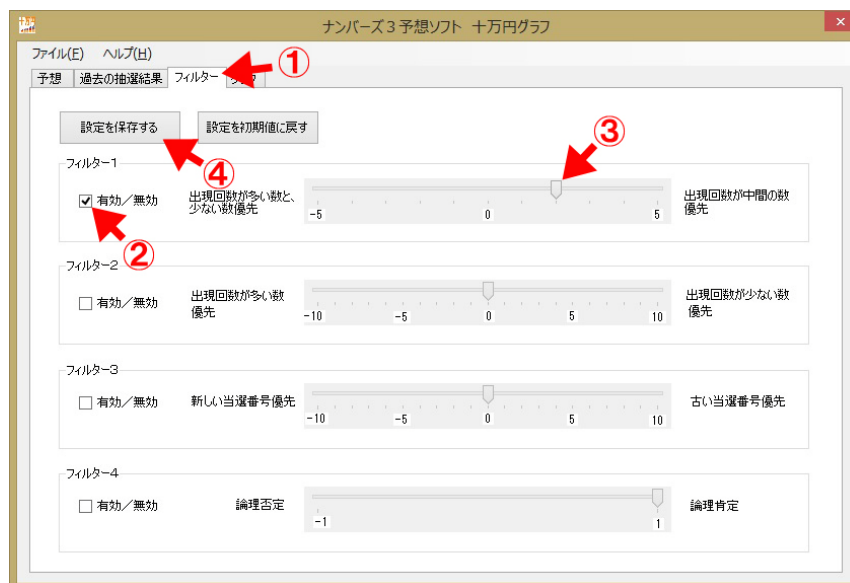 ナンバーズ3予想ソフト 十万円グラフ
×
ファイル(F) ヘルプ(H)
①
予想 過去の抽選結果 フィルター
設定を保存する 設定を初期値に戻す
③
④
フィルター1
有効／無効
出現回数が多い数と、
少ない数優先
-5 0 5
出現回数が中間の数
優先
②
フィルター2
有効／無効
出現回数が多い数
優先
-10 -5 0 5 10
出現回数が少ない数
優先
フィルター3
有効／無効 新しい当選番号優先
-10 -5 0 5 10
古い当選番号優先
フィルター4
有効／無効 論理否定
-1 1
論理肯定